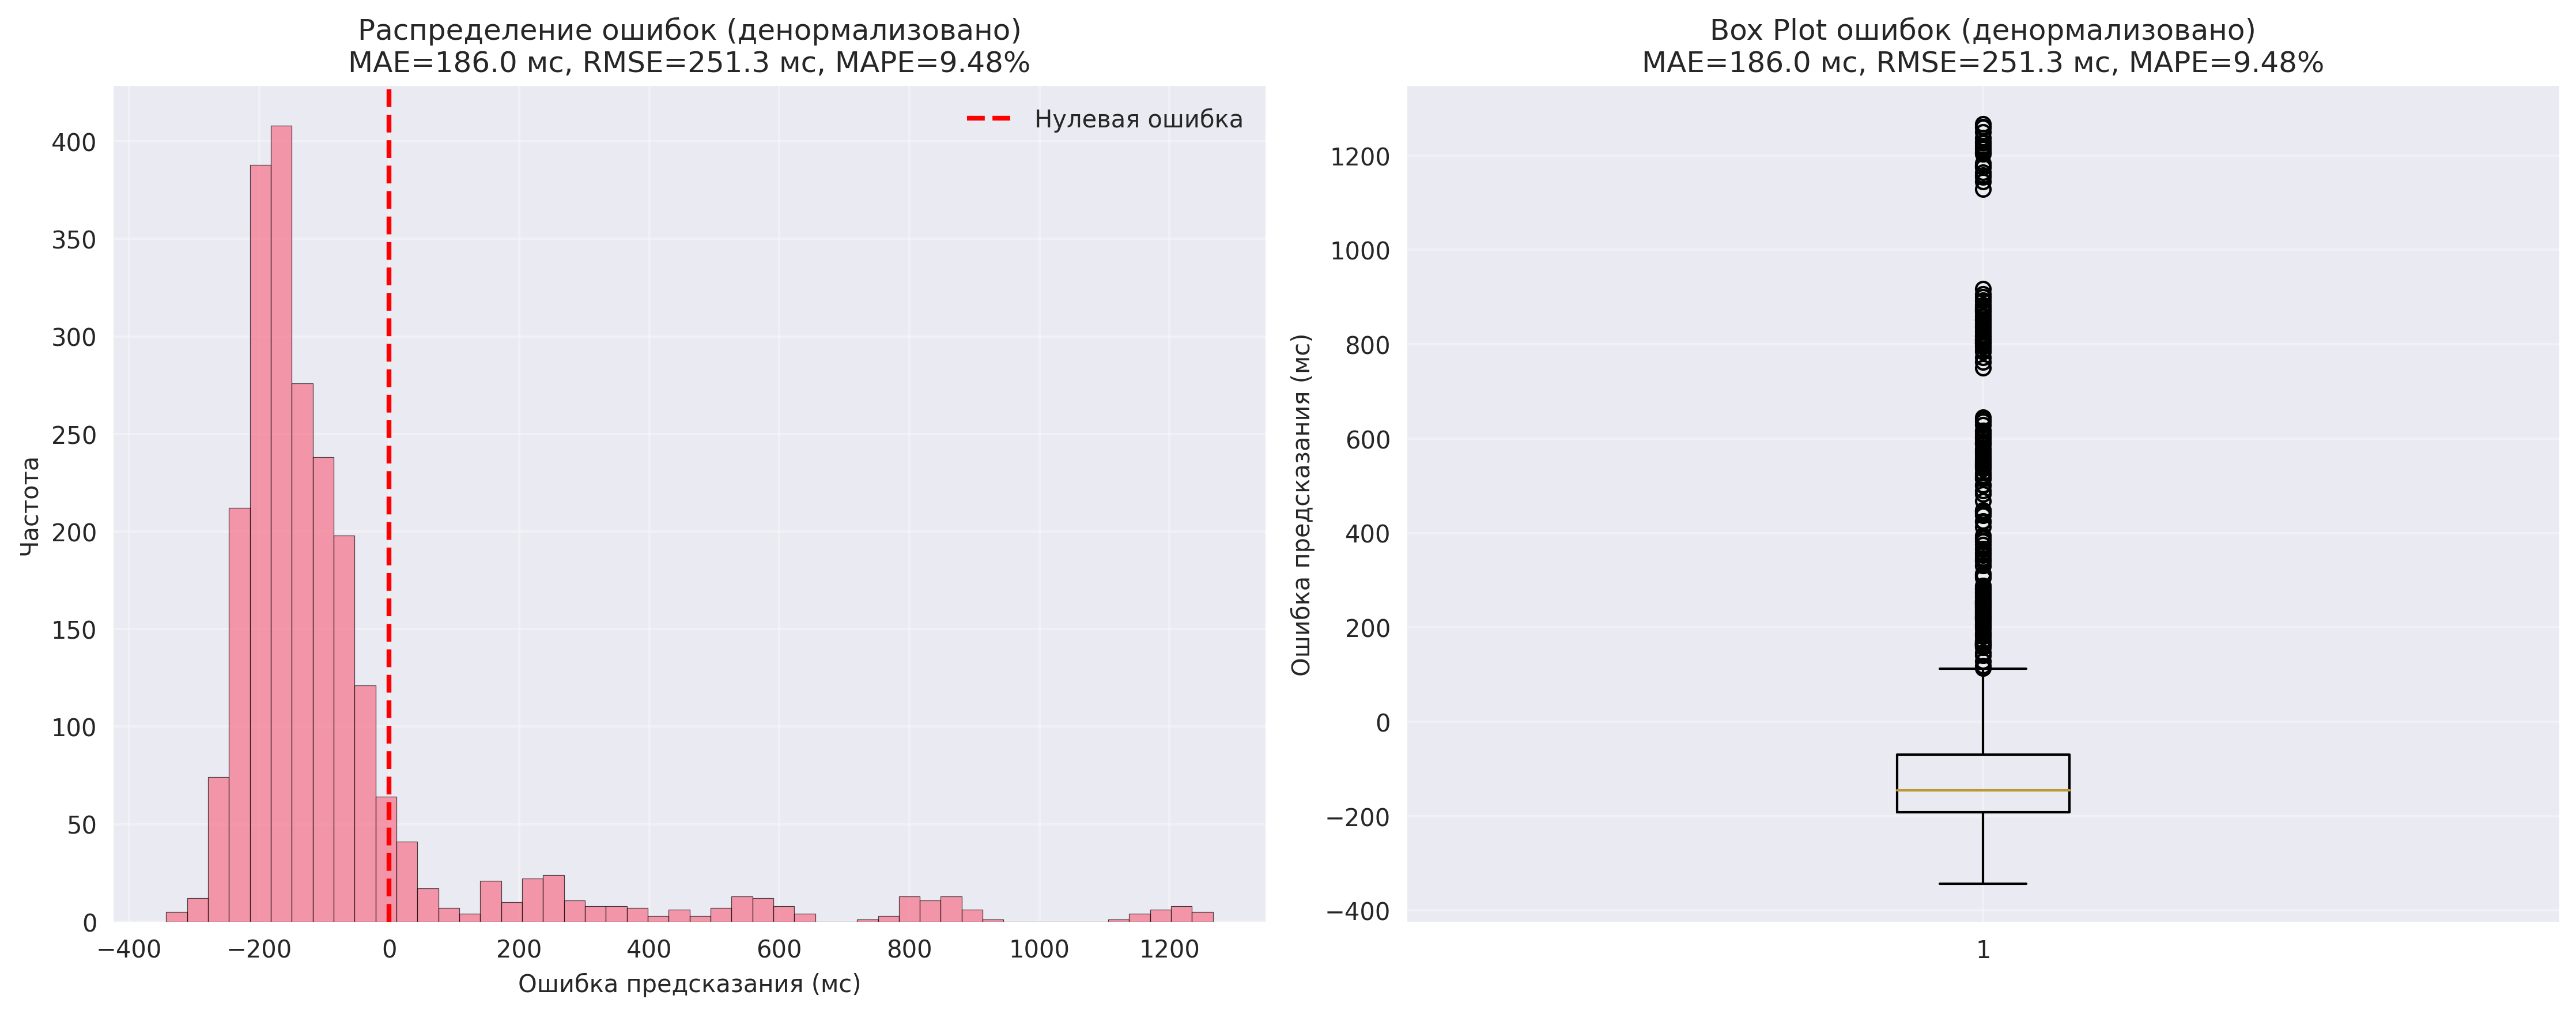 Распределение ошибок (денормализовано)
MAE=186.0 мс, RMSE=251.3 мс, MAPE=9.48%
Нулевая ошибка
Частота
400
350
300
250
200
150
100
50
0
−400 −200 0 200 400 600 800 1000 1200
Ошибка предсказания (мс)
Box Plot ошибок (денормализовано)
MAE=186.0 мс, RMSE=251.3 мс, MAPE=9.48%
Ошибка предсказания (мс)
1200
1000
800
600
400
200
0
−200
−400
1